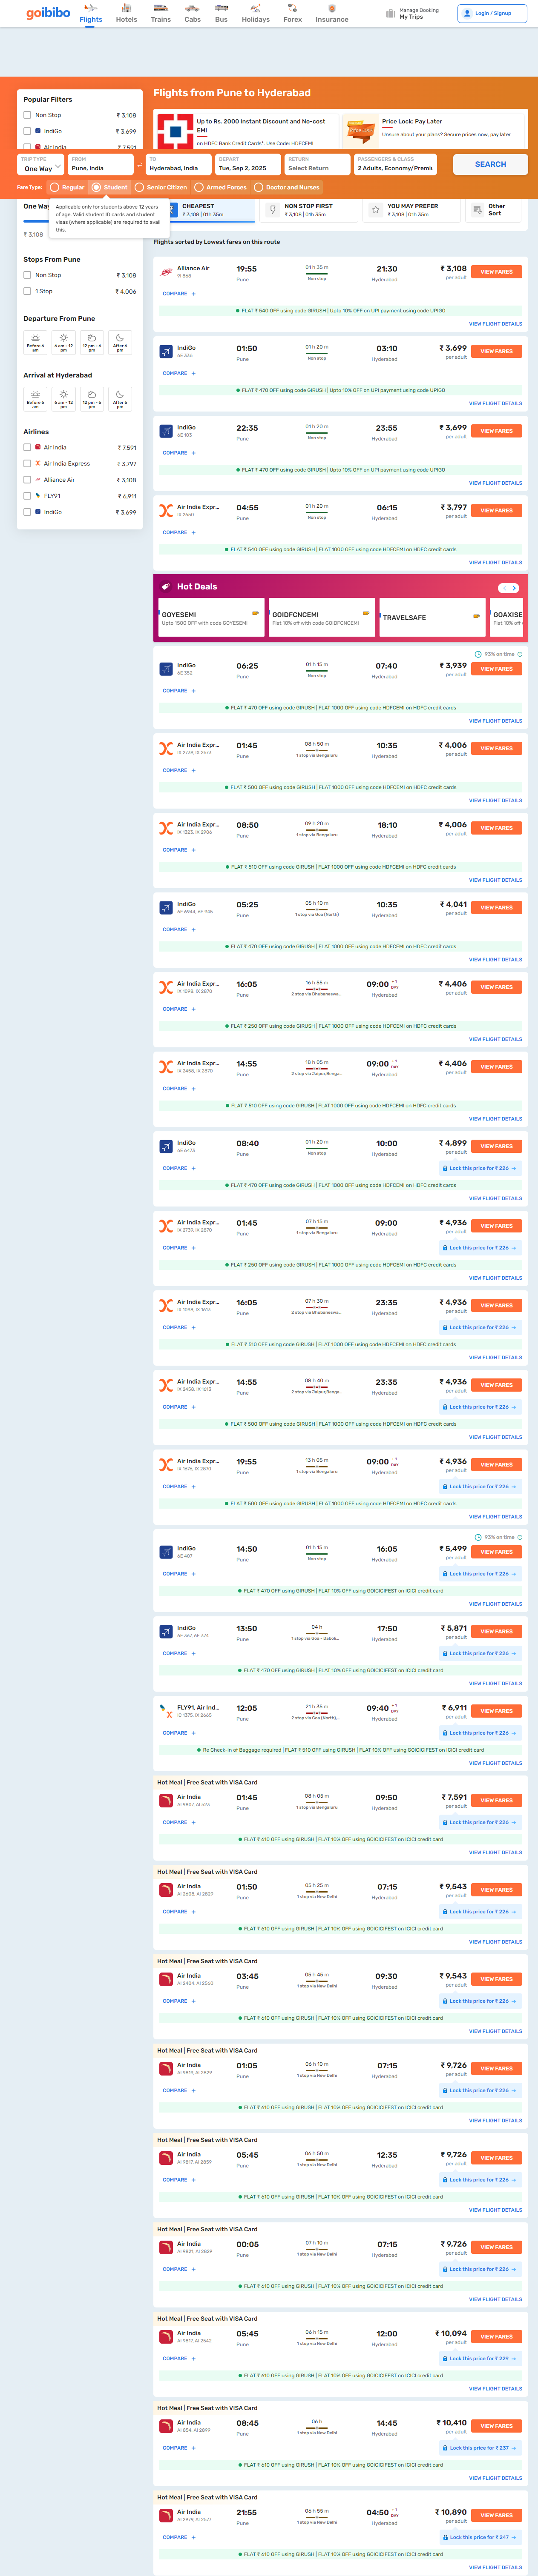 goibibo
Flights
Hotels
Trains
Cabs
Bus
Holidays
Forex
Insurance
Manage Booking
My Trips
Login / Signup
Popular Filters
Non Stop
₹ 3,108
IndiGo
₹ 3,699
Air India
₹ 7,591
Flights from Pune to Hyderabad
Up to Rs. 2000 Instant Discount and No-cost
EMI
on HDFC Bank Credit Cards*. Use Code: HDFCEMI
Price Lock: Pay Later
Unsure about your plans? Secure prices now, pay later
TRIP TYPE
One Way
FROM
Pune, India
TO
Hyderabad, India
DEPART
Tue, Sep 2, 2025
RETURN
Select Return
PASSENGERS & CLASS
2 Adults, Economy/Premiu
SEARCH
Fare Type:
Regular
Student
Senior Citizen
Armed Forces
Doctor and Nurses
Applicable only for students above 12 years
of age. Valid student ID cards and student
visas (where applicable) are required to avail
this.
One Way
₹ 3,108
CHEAPEST
₹ 3,108 | 01h 35m
NON STOP FIRST
₹ 3,108 | 01h 35m
YOU MAY PREFER
₹ 3,108 | 01h 35m
Other
Sort
Stops From Pune
Non Stop
₹ 3,108
1 Stop
₹ 4,006
Departure From Pune
Before 6 am
6 am - 12 pm
12 pm - 6 pm
After 6 pm
Arrival at Hyderabad
Before 6 am
6 am - 12 pm
12 pm - 6 pm
After 6 pm
Airlines
Air India
₹ 7,591
Air India Express
₹ 3,797
Alliance Air
₹ 3,108
FLY91
₹ 6,911
IndiGo
₹ 3,699
Flights sorted by Lowest fares on this route
Alliance Air 19:55 01 h 35 m 21:30 ₹ 3,108 VIEW FARES
9I 868 Pune Non stop Hyderabad per adult
COMPARE +
FLAT ₹ 540 OFF using code GIRUSH | Upto 10% OFF on UPI payment using code UPIGO
VIEW FLIGHT DETAILS
IndiGo 01:50 01 h 20 m 03:10 ₹ 3,699 VIEW FARES
6E 336 Pune Non stop Hyderabad per adult
COMPARE +
FLAT ₹ 470 OFF using code GIRUSH | Upto 10% OFF on UPI payment using code UPIGO
VIEW FLIGHT DETAILS
IndiGo 22:35 01 h 20 m 23:55 ₹ 3,699 VIEW FARES
6E 103 Pune Non stop Hyderabad per adult
COMPARE +
FLAT ₹ 470 OFF using code GIRUSH | Upto 10% OFF on UPI payment using code UPIGO
VIEW FLIGHT DETAILS
Air India Expr... 04:55 01 h 20 m 06:15 ₹ 3,797 VIEW FARES
IX 2650 Pune Non stop Hyderabad per adult
COMPARE +
FLAT ₹ 540 OFF using code GIRUSH | FLAT 1000 OFF using code HDFCEMI on HDFC credit cards
VIEW FLIGHT DETAILS
Hot Deals
GOYESEMI
Upto 1500 OFF with code GOYESEMI
GOIDFCNCEMI
Flat 10% off with code GOIDFCNCEMI
TRAVELSAFE
GOAXISE
Flat 10% off
93% on time
IndiGo 06:25 01 h 15 m 07:40 ₹ 3,939 VIEW FARES
6E 352 Pune Non stop Hyderabad per adult
COMPARE +
FLAT ₹ 470 OFF using code GIRUSH | FLAT 1000 OFF using code HDFCEMI on HDFC credit cards
VIEW FLIGHT DETAILS
Air India Expr... 01:45 08 h 50 m 10:35 ₹ 4,006 VIEW FARES
IX 2739, IX 2673 Pune 1 stop via Bengaluru Hyderabad per adult
COMPARE +
FLAT ₹ 500 OFF using code GIRUSH | FLAT 1000 OFF using code HDFCEMI on HDFC credit cards
VIEW FLIGHT DETAILS
Air India Expr... 08:50 09 h 20 m 18:10 ₹ 4,006 VIEW FARES
IX 1323, IX 2906 Pune 1 stop via Bengaluru Hyderabad per adult
COMPARE +
FLAT ₹ 510 OFF using code GIRUSH | FLAT 1000 OFF using code HDFCEMI on HDFC credit cards
VIEW FLIGHT DETAILS
IndiGo 05:25 05 h 10 m 10:35 ₹ 4,041 VIEW FARES
6E 6944, 6E 945 Pune 1 stop via Goa (North) Hyderabad per adult
COMPARE +
FLAT ₹ 470 OFF using code GIRUSH | FLAT 1000 OFF using code HDFCEMI on HDFC credit cards
VIEW FLIGHT DETAILS
Air India Expr... 16:05 16 h 55 m 09:00 +1 DAY ₹ 4,406 VIEW FARES
IX 1098, IX 2870 Pune 2 stop via Bhubaneswa... Hyderabad per adult
COMPARE +
FLAT ₹ 250 OFF using code GIRUSH | FLAT 1000 OFF using code HDFCEMI on HDFC credit cards
VIEW FLIGHT DETAILS
Air India Expr... 14:55 18 h 05 m 09:00 +1 DAY ₹ 4,406 VIEW FARES
IX 2458, IX 2870 Pune 2 stop via Jaipur,Benga... Hyderabad per adult
COMPARE +
FLAT ₹ 510 OFF using code GIRUSH | FLAT 1000 OFF using code HDFCEMI on HDFC credit cards
VIEW FLIGHT DETAILS
IndiGo 08:40 01 h 20 m 10:00 ₹ 4,899 VIEW FARES
6E 6473 Pune Non stop Hyderabad per adult
COMPARE + Lock this price for ₹ 226 →
FLAT ₹ 470 OFF using code GIRUSH | FLAT 1000 OFF using code HDFCEMI on HDFC credit cards
VIEW FLIGHT DETAILS
Air India Expr... 01:45 07 h 15 m 09:00 ₹ 4,936 VIEW FARES
IX 2739, IX 2870 Pune 1 stop via Bengaluru Hyderabad per adult
COMPARE + Lock this price for ₹ 226 →
FLAT ₹ 250 OFF using code GIRUSH | FLAT 1000 OFF using code HDFCEMI on HDFC credit cards
VIEW FLIGHT DETAILS
Air India Expr... 16:05 07 h 30 m 23:35 ₹ 4,936 VIEW FARES
IX 1098, IX 1613 Pune 2 stop via Bhubaneswa... Hyderabad per adult
COMPARE + Lock this price for ₹ 226 →
FLAT ₹ 510 OFF using code GIRUSH | FLAT 1000 OFF using code HDFCEMI on HDFC credit cards
VIEW FLIGHT DETAILS
Air India Expr... 14:55 08 h 40 m 23:35 ₹ 4,936 VIEW FARES
IX 2458, IX 1613 Pune 2 stop via Jaipur,Benga... Hyderabad per adult
COMPARE + Lock this price for ₹ 226 →
FLAT ₹ 500 OFF using code GIRUSH | FLAT 1000 OFF using code HDFCEMI on HDFC credit cards
VIEW FLIGHT DETAILS
Air India Expr... 19:55 13 h 05 m 09:00 +1 DAY ₹ 4,936 VIEW FARES
IX 1676, IX 2870 Pune 1 stop via Bengaluru Hyderabad per adult
COMPARE + Lock this price for ₹ 226 →
FLAT ₹ 500 OFF using code GIRUSH | FLAT 1000 OFF using code HDFCEMI on HDFC credit cards
VIEW FLIGHT DETAILS
93% on time
IndiGo 14:50 01 h 15 m 16:05 ₹ 5,499 VIEW FARES
6E 407 Pune Non stop Hyderabad per adult
COMPARE + Lock this price for ₹ 226 →
FLAT ₹ 470 OFF using GIRUSH | FLAT 10% OFF using GOICICIFEST on ICICI credit card
VIEW FLIGHT DETAILS
IndiGo 13:50 04 h 17:50 ₹ 5,871 VIEW FARES
6E 367, 6E 274 Pune 1 stop via Goa - Daboli... Hyderabad per adult
COMPARE + Lock this price for ₹ 226 →
FLAT ₹ 470 OFF using GIRUSH | FLAT 10% OFF using GOICICIFEST on ICICI credit card
VIEW FLIGHT DETAILS
FLY91, Air Ind... 12:05 21 h 35 m 09:40 +1 DAY ₹ 6,911 VIEW FARES
IC 1375, IX 2665 Pune 2 stop via Goa (North),... Hyderabad per adult
COMPARE + Lock this price for ₹ 226 →
Re Check-in of Baggage required | FLAT ₹ 510 OFF using GIRUSH | FLAT 10% OFF using GOICICIFEST on ICICI credit card
VIEW FLIGHT DETAILS
Hot Meal | Free Seat with VISA Card
Air India 01:45 08 h 05 m 09:50 ₹ 7,591 VIEW FARES
AI 9807, AI 523 Pune 1 stop via Bengaluru Hyderabad per adult
COMPARE + Lock this price for ₹ 226 →
FLAT ₹ 610 OFF using GIRUSH | FLAT 10% OFF using GOICICIFEST on ICICI credit card
VIEW FLIGHT DETAILS
Hot Meal | Free Seat with VISA Card
Air India 01:50 05 h 25 m 07:15 ₹ 9,543 VIEW FARES
AI 2608, AI 2829 Pune 1 stop via New Delhi Hyderabad per adult
COMPARE + Lock this price for ₹ 226 →
FLAT ₹ 610 OFF using GIRUSH | FLAT 10% OFF using GOICICIFEST on ICICI credit card
VIEW FLIGHT DETAILS
Hot Meal | Free Seat with VISA Card
Air India 03:45 05 h 45 m 09:30 ₹ 9,543 VIEW FARES
AI 2404, AI 2560 Pune 1 stop via New Delhi Hyderabad per adult
COMPARE + Lock this price for ₹ 226 →
FLAT ₹ 610 OFF using GIRUSH | FLAT 10% OFF using GOICICIFEST on ICICI credit card
VIEW FLIGHT DETAILS
Hot Meal | Free Seat with VISA Card
Air India 01:05 06 h 10 m 07:15 ₹ 9,726 VIEW FARES
AI 9819, AI 2829 Pune 1 stop via New Delhi Hyderabad per adult
COMPARE + Lock this price for ₹ 226 →
FLAT ₹ 610 OFF using GIRUSH | FLAT 10% OFF using GOICICIFEST on ICICI credit card
VIEW FLIGHT DETAILS
Hot Meal | Free Seat with VISA Card
Air India 05:45 06 h 50 m 12:35 ₹ 9,726 VIEW FARES
AI 9817, AI 2859 Pune 1 stop via New Delhi Hyderabad per adult
COMPARE + Lock this price for ₹ 226 →
FLAT ₹ 610 OFF using GIRUSH | FLAT 10% OFF using GOICICIFEST on ICICI credit card
VIEW FLIGHT DETAILS
Hot Meal | Free Seat with VISA Card
Air India 00:05 07 h 10 m 07:15 ₹ 9,726 VIEW FARES
AI 9821, AI 2829 Pune 1 stop via New Delhi Hyderabad per adult
COMPARE + Lock this price for ₹ 226 →
FLAT ₹ 610 OFF using GIRUSH | FLAT 10% OFF using GOICICIFEST on ICICI credit card
VIEW FLIGHT DETAILS
Hot Meal | Free Seat with VISA Card
Air India 05:45 06 h 15 m 12:00 ₹ 10,094 VIEW FARES
AI 9817, AI 2542 Pune 1 stop via New Delhi Hyderabad per adult
COMPARE + Lock this price for ₹ 229 →
FLAT ₹ 610 OFF using GIRUSH | FLAT 10% OFF using GOICICIFEST on ICICI credit card
VIEW FLIGHT DETAILS
Hot Meal | Free Seat with VISA Card
Air India 08:45 06 h 14:45 ₹ 10,410 VIEW FARES
AI 854, AI 2899 Pune 1 stop via New Delhi Hyderabad per adult
COMPARE + Lock this price for ₹ 237 →
FLAT ₹ 610 OFF using GIRUSH | FLAT 10% OFF using GOICICIFEST on ICICI credit card
VIEW FLIGHT DETAILS
Hot Meal | Free Seat with VISA Card
Air India 21:55 06 h 55 m 04:50 +1 DAY ₹ 10,890 VIEW FARES
AI 2979, AI 2577 Pune 1 stop via New Delhi Hyderabad per adult
COMPARE + Lock this price for ₹ 247 →
FLAT ₹ 610 OFF using GIRUSH | FLAT 10% OFF using GOICICIFEST on ICICI credit card
VIEW FLIGHT DETAILS